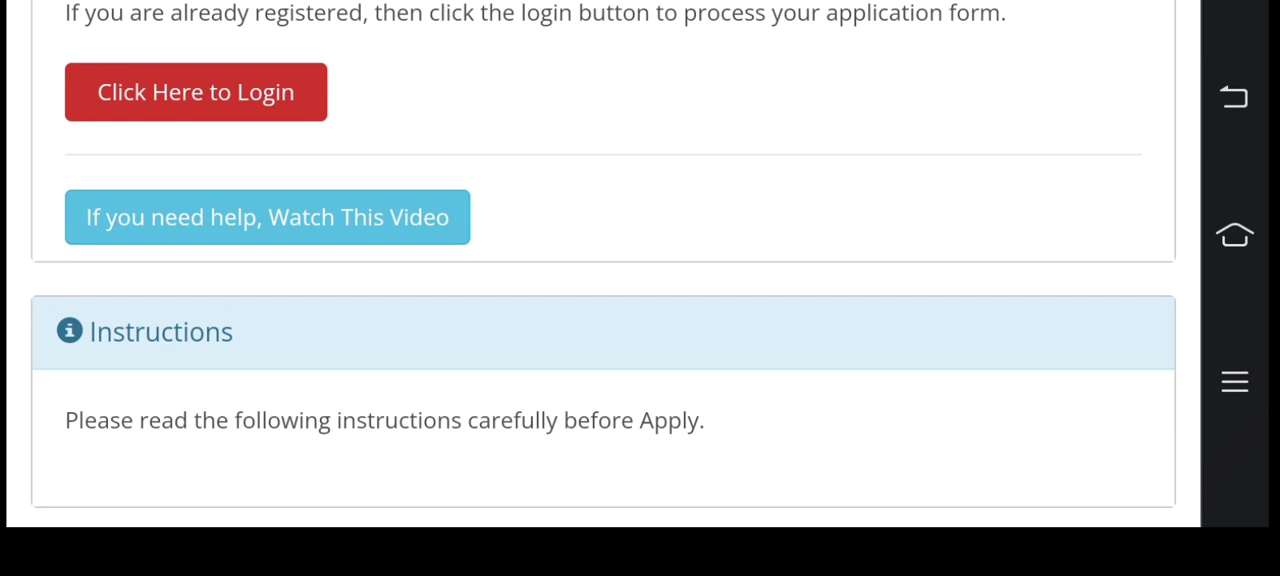 If you are already registered, then click the login button to process your application form.
Click Here to Login
If you need help, Watch This Video
Instructions
Please read the following instructions carefully before Apply.